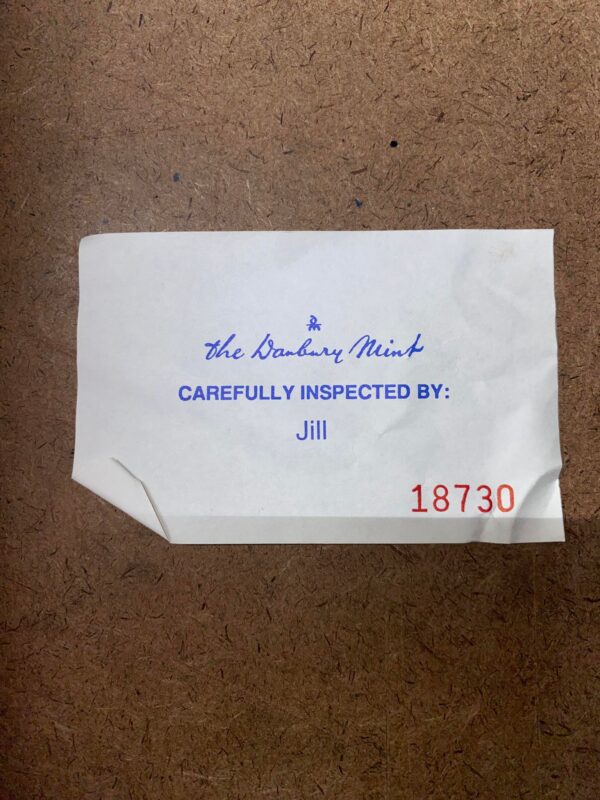 the Danbury Mint
CAREFULLY INSPECTED BY:
Jill
18730